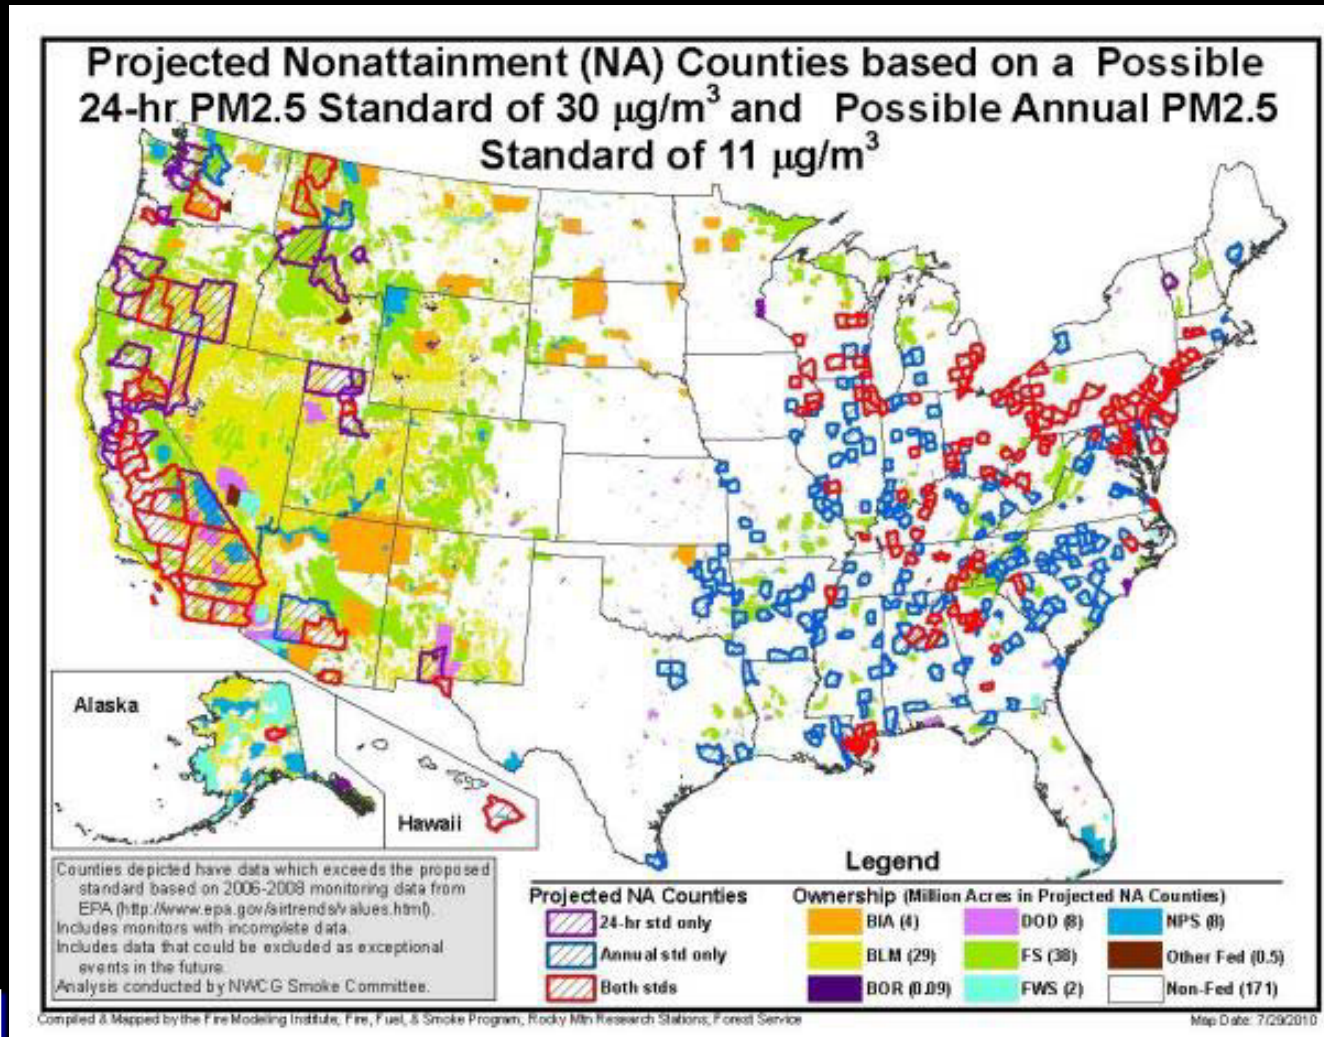 Projected Nonattainment (NA) Counties based on a Possible
24-hr PM2.5 Standard of 30 μg/m³ and Possible Annual PM2.5
Standard of 11 μg/m³
Alaska
Hawaii
Counties depicted have data which exceeds the proposed
standard based on 2006-2008 monitoring data from
EPA (http://www.epa.gov/airtrends/values.html).
Includes monitors with incomplete data.
Includes data that could be excluded as exceptional
events in the future.
Analysis conducted by NWCG Smoke Committee.
Legend
Projected NA Counties
24-hr std only
Annual std only
Both stds
Ownership (Million Acres in Projected NA Counties)
BIA (4)
BLM (29)
BOR (0.09)
DOD (8)
FS (38)
FWS (2)
NPS (8)
Other Fed (0.5)
Non-Fed (171)
Compiled & Mapped by the Fire Modeling Institute, Fire, Fuel, & Smoke Program, Rocky Mtn Research Stations, Forest Service
Map Date: 7/29/2010